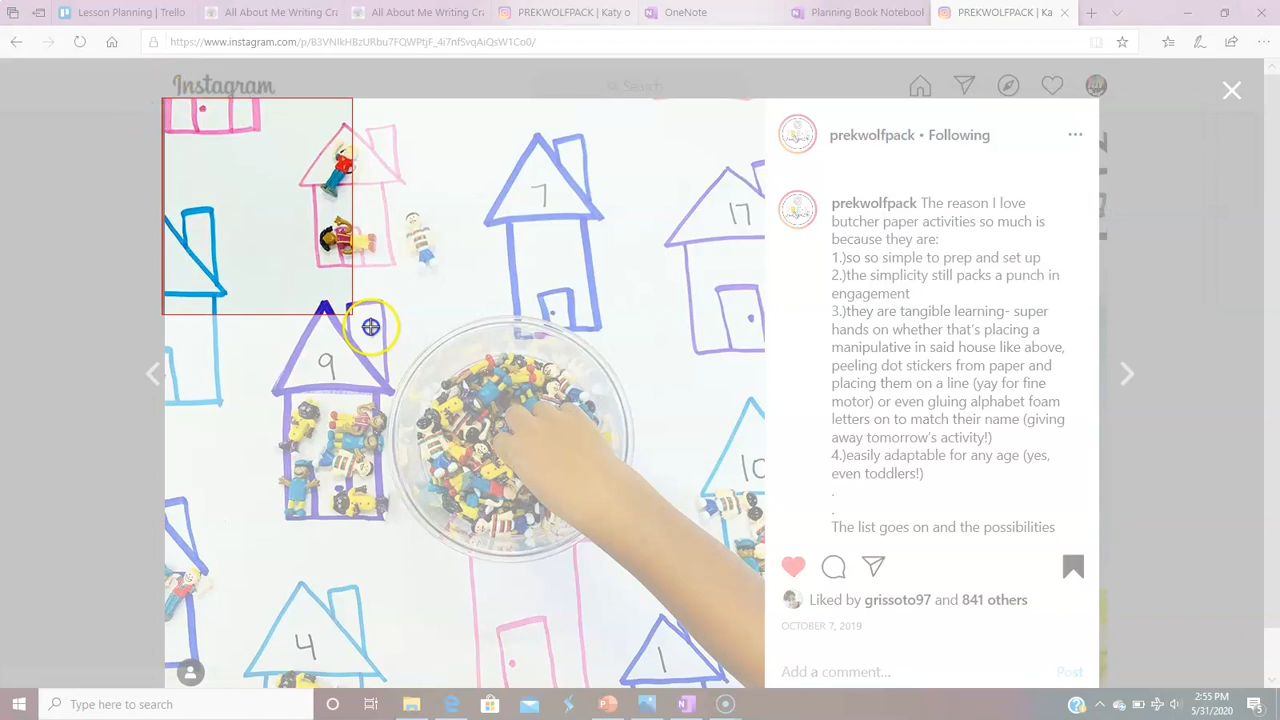 Lesson Planning | Trello
All About Me Writing Cra
All About Me Writing Cra
PREKWOLFPACK | Katy o
OneNote
Planning Book Notebool
PREKWOLFPACK | Ka
https://www.instagram.com/p/B3VNIkHBzURbu7FQWPtjF_4i7nfSvqAiQsW1Co0/
Instagram
Search
7
17
9
10
4
1
prekwolfpack • Following
prekwolfpack The reason I love
butcher paper activities so much is
because they are:
1.)so so simple to prep and set up
2.)the simplicity still packs a punch in
engagement
3.)they are tangible learning- super
hands on whether that's placing a
manipulative in said house like above,
peeling dot stickers from paper and
placing them on a line (yay for fine
motor) or even gluing alphabet foam
letters on to match their name (giving
away tomorrow's activity!)
4.)easily adaptable for any age (yes,
even toddlers!)
.
.
The list goes on and the possibilities
Liked by grissoto97 and 841 others
OCTOBER 7, 2019
Add a comment...
Post
Type here to search
2:55 PM
5/31/2020
5